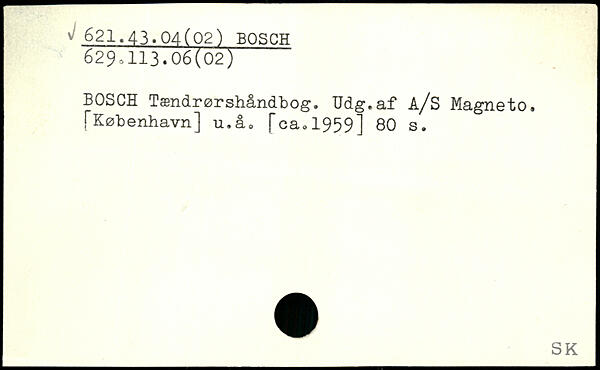 √ 621.43.04(02) BOSCH
629.113.06(02)
BOSCH Tændrørshåndbog. Udg.af A/S Magneto.
[København] u.å. [ca.1959] 80 s.
SK